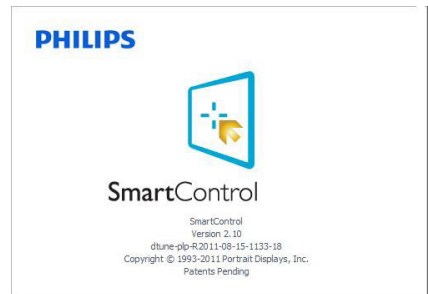 PHILIPS
SmartControl
SmartControl
Version 2.10
dtune-plp-R2011-08-15-1133-18
Copyright © 1993-2011 Portrait Displays, Inc.
Patents Pending